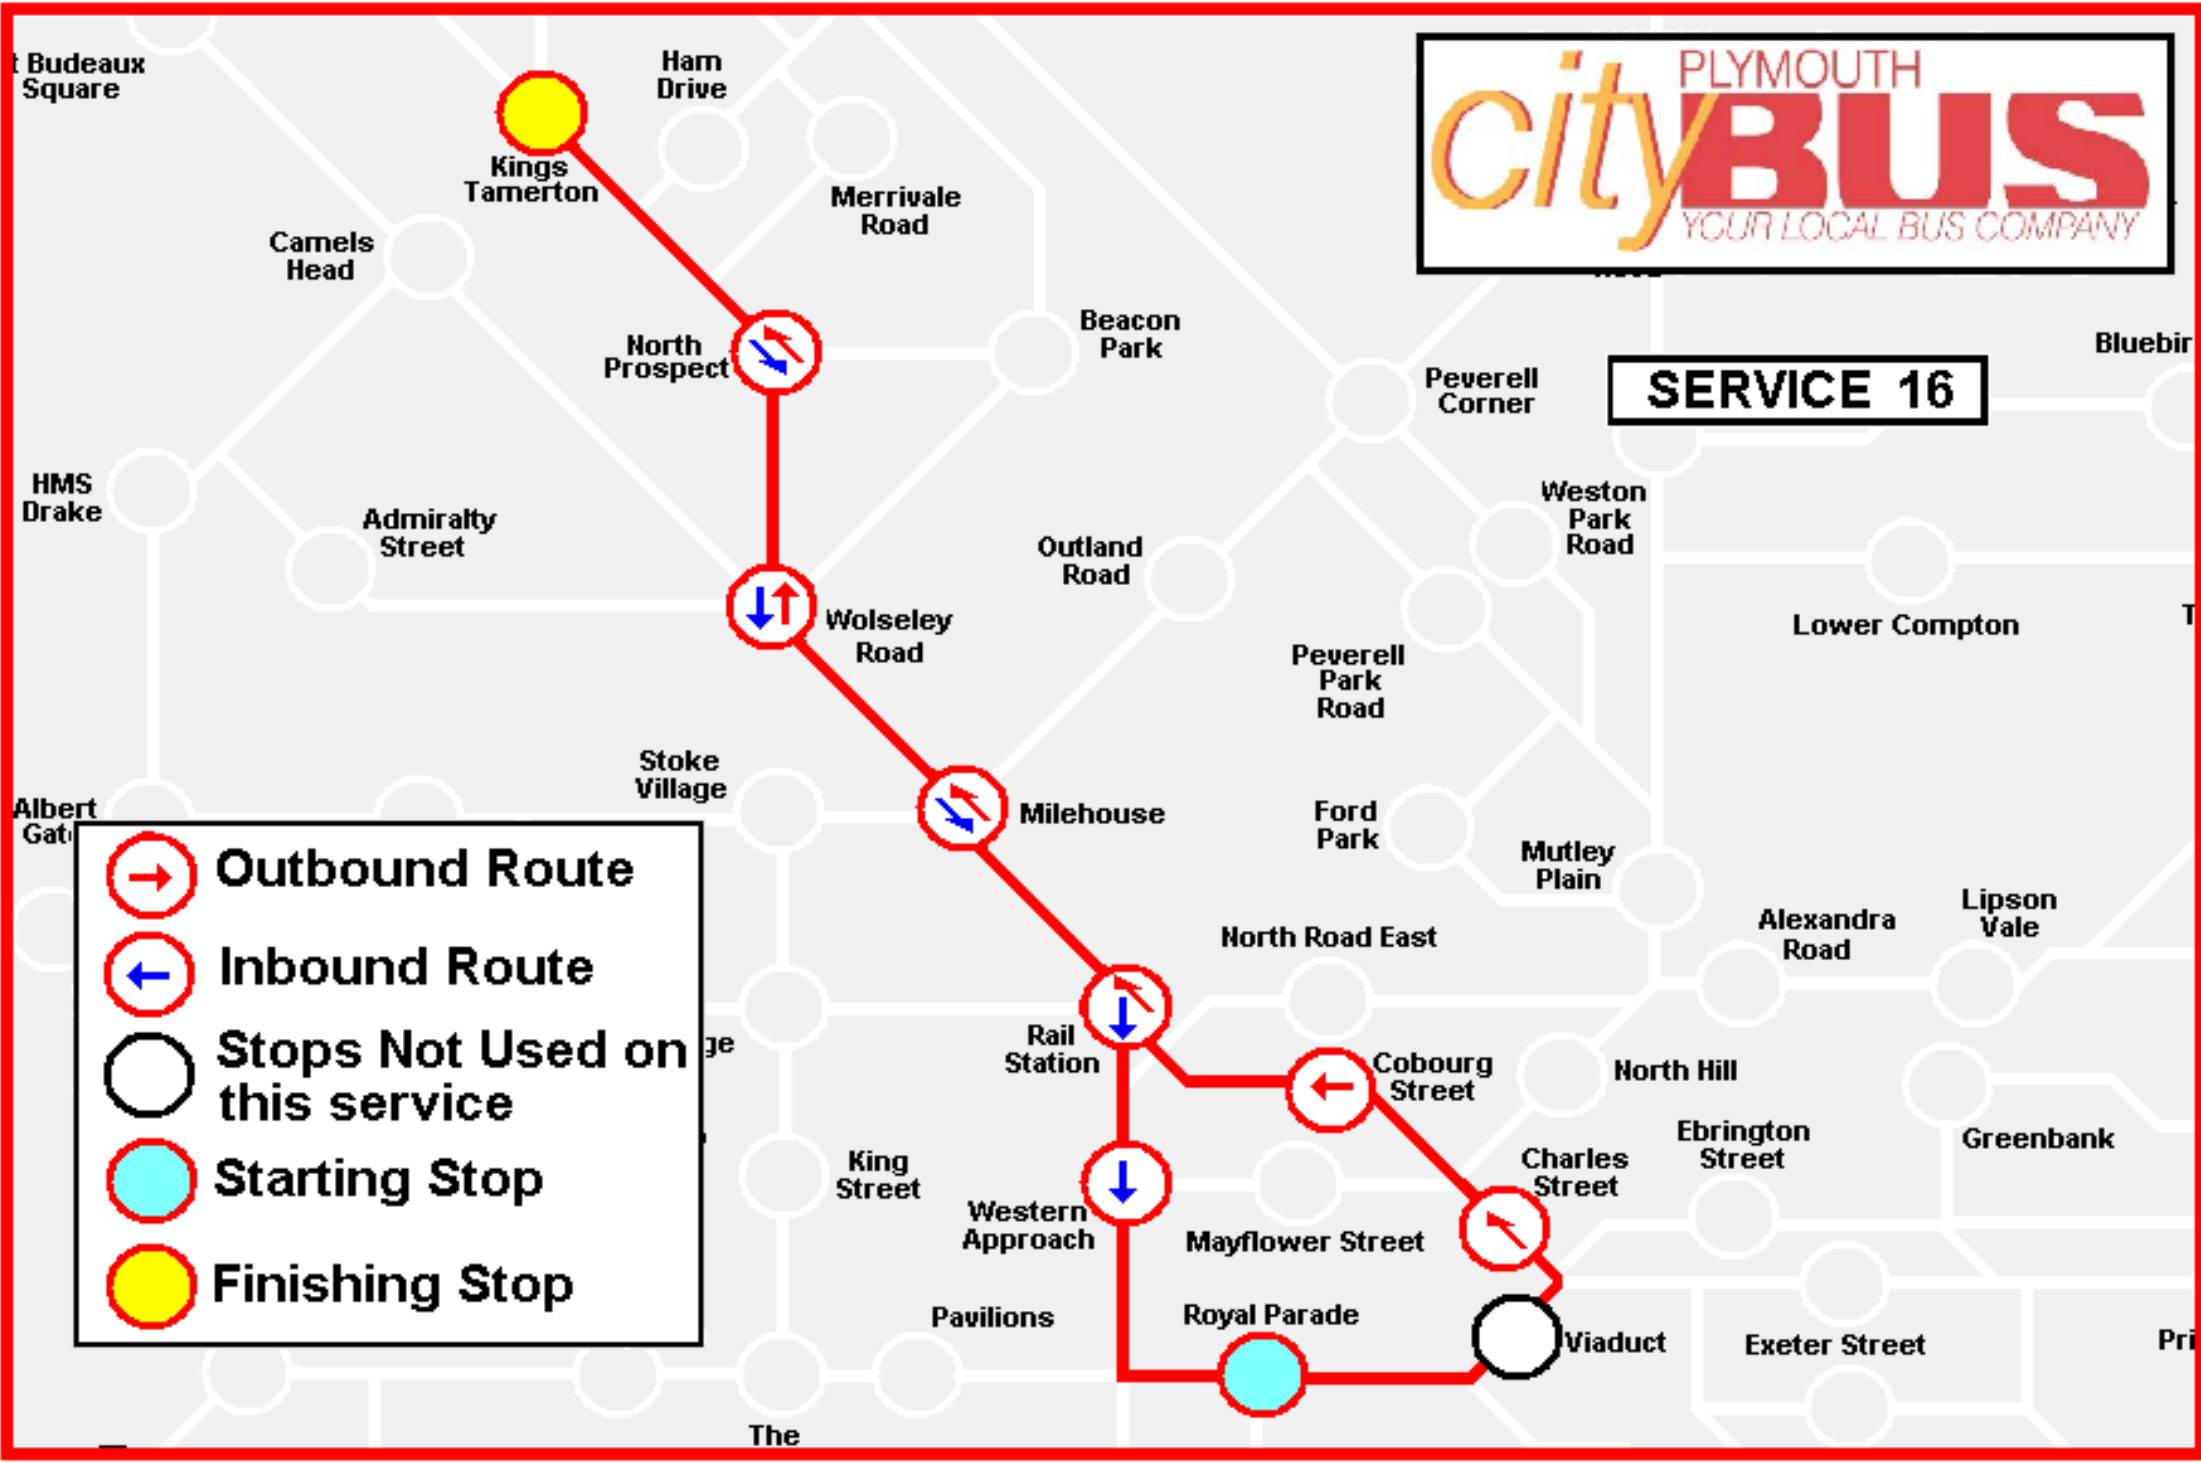 t Budeaux
Square
Ham
Drive
Kings
Tamerton
Merrivale
Road
Camels
Head
PLYMOUTH
cityBUS
YOUR LOCAL BUS COMPANY
North
Prospect
Beacon
Park
Peverell
Corner
SERVICE 16
Bluebir
HMS
Drake
Admiralty
Street
Outland
Road
Weston
Park
Road
Wolseley
Road
Lower Compton
T
Peverell
Park
Road
Stoke
Village
Milehouse
Ford
Park
Mutley
Plain
Albert
Gat
Outbound Route
Inbound Route
Stops Not Used on
this service
Starting Stop
Finishing Stop
ge
North Road East
Alexandra
Road
Lipson
Vale
Rail
Station
Cobourg
Street
North Hill
Greenbank
Ebrington
Street
King
Street
Charles
Street
Western
Approach
Mayflower Street
Pavilions
Royal Parade
Viaduct
Exeter Street
Pri
The